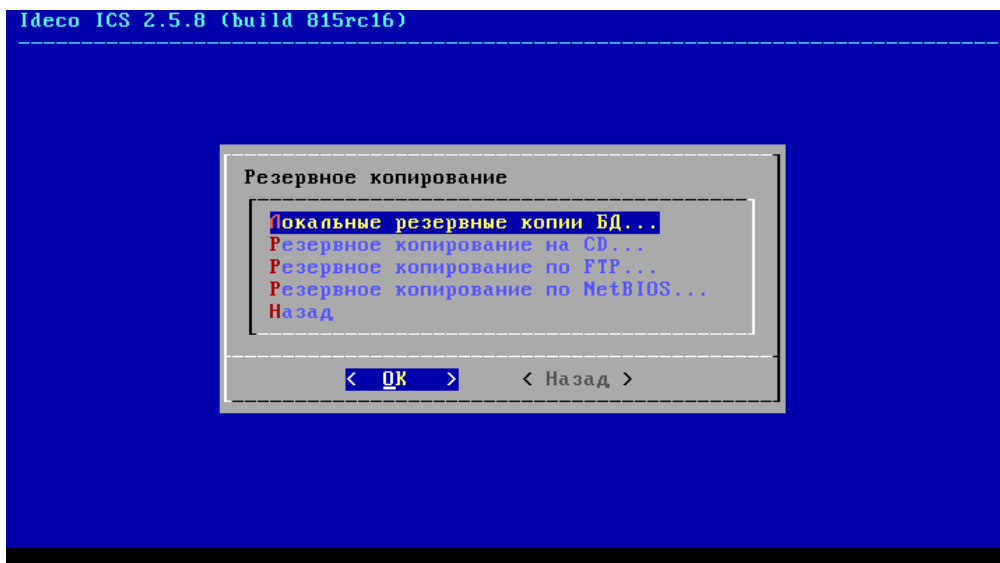 Ideco ICS 2.5.8 (build 815rc16)
Резервное копирование
Локальные резервные копии БД...
Резервное копирование на CD...
Резервное копирование по FTP...
Резервное копирование по NetBIOS...
Назад
< OK > < Назад >